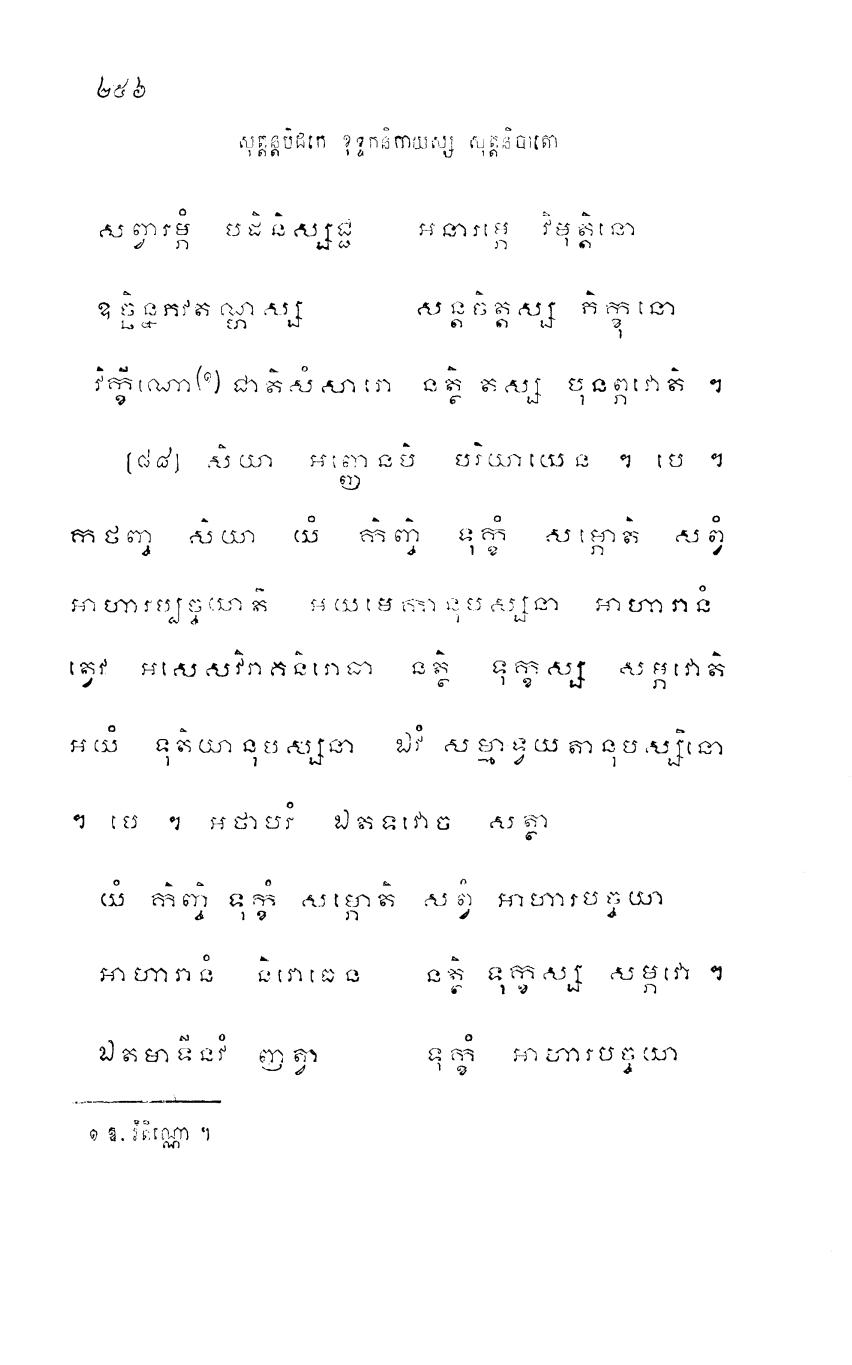 ២៥៦
សុត្តន្តបិដកេ ខុទ្ទកនិកាយស្ស សុត្តនិបាតោ
សព្វារម្ភំ បដិនិស្សជ្ជ អនារម្ភេ វិមុត្តិនោ
ឧច្ឆិន្នភវតណ្ហស្ស សន្តចិត្តស្ស ភិក្ខុនោ
វិក្ខីណោ(១) ជាតិសំសារោ នត្ថិ តស្ស បុនព្ភវោតិ ។
[៨៨] សិយា អញ្ញេនបិ បរិយាយេន ។ បេ ។
កថញ្ច សិយា យំ កិញ្ចិ ទុក្ខំ សម្ភោតិ សព្វំ
អាហារប្បច្ចយោតិ អយមេកានុបស្សនា អាហារានំ
ត្វេវ អសេសវិរាគនិរោធា នត្ថិ ទុក្ខស្ស សម្ភវោតិ
អយំ ទុតិយានុបស្សនា ឯវំ សម្មាទ្វយតានុបស្សិនោ
។ បេ ។ អថាបរំ ឯតទវោច សត្ថា
យំ កិញ្ចិ ទុក្ខំ សម្ភោតិ សព្វំ អាហារបច្ចយា
អាហារានំ និរោធេន នត្ថិ ទុក្ខស្ស សម្ភវោ ។
ឯតមាទីនវំ ញត្វា ទុក្ខំ អាហារបច្ចយោ
១ ឱ. វិតិណ្ណោ ។